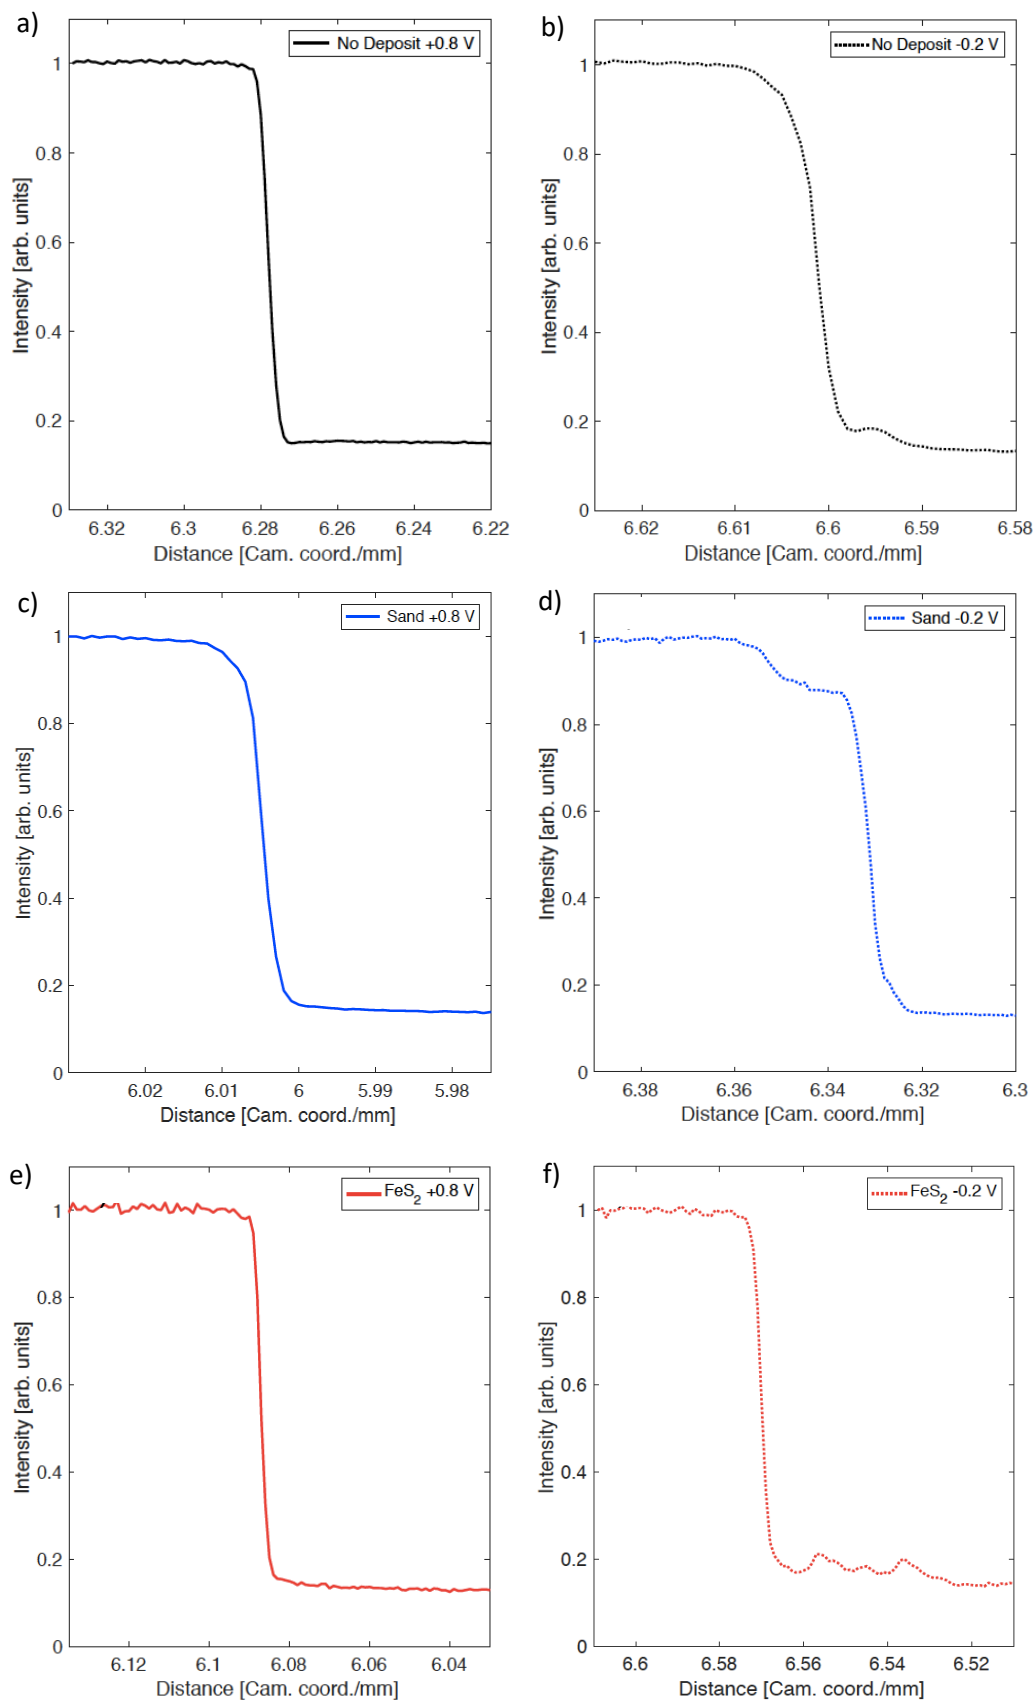 a)
No Deposit +0.8 V
Intensity [arb. units]
1
0.8
0.6
0.4
0.2
0
6.32 6.3 6.28 6.26 6.24 6.22
Distance [Cam. coord./mm]
b)
No Deposit -0.2 V
Intensity [arb. units]
1
0.8
0.6
0.4
0.2
0
6.62 6.61 6.6 6.59 6.58
Distance [Cam. coord./mm]
c)
Sand +0.8 V
Intensity [arb. units]
1
0.8
0.6
0.4
0.2
0
6.02 6.01 6 5.99 5.98
Distance [Cam. coord./mm]
d)
Sand -0.2 V
Intensity [arb. units]
1
0.8
0.6
0.4
0.2
0
6.38 6.36 6.34 6.32 6.3
Distance [Cam. coord./mm]
e)
FeS₂ +0.8 V
Intensity [arb. units]
1
0.8
0.6
0.4
0.2
0
6.12 6.1 6.08 6.06 6.04
Distance [Cam. coord./mm]
f)
FeS₂ -0.2 V
Intensity [arb. units]
1
0.8
0.6
0.4
0.2
0
6.6 6.58 6.56 6.54 6.52
Distance [Cam. coord./mm]